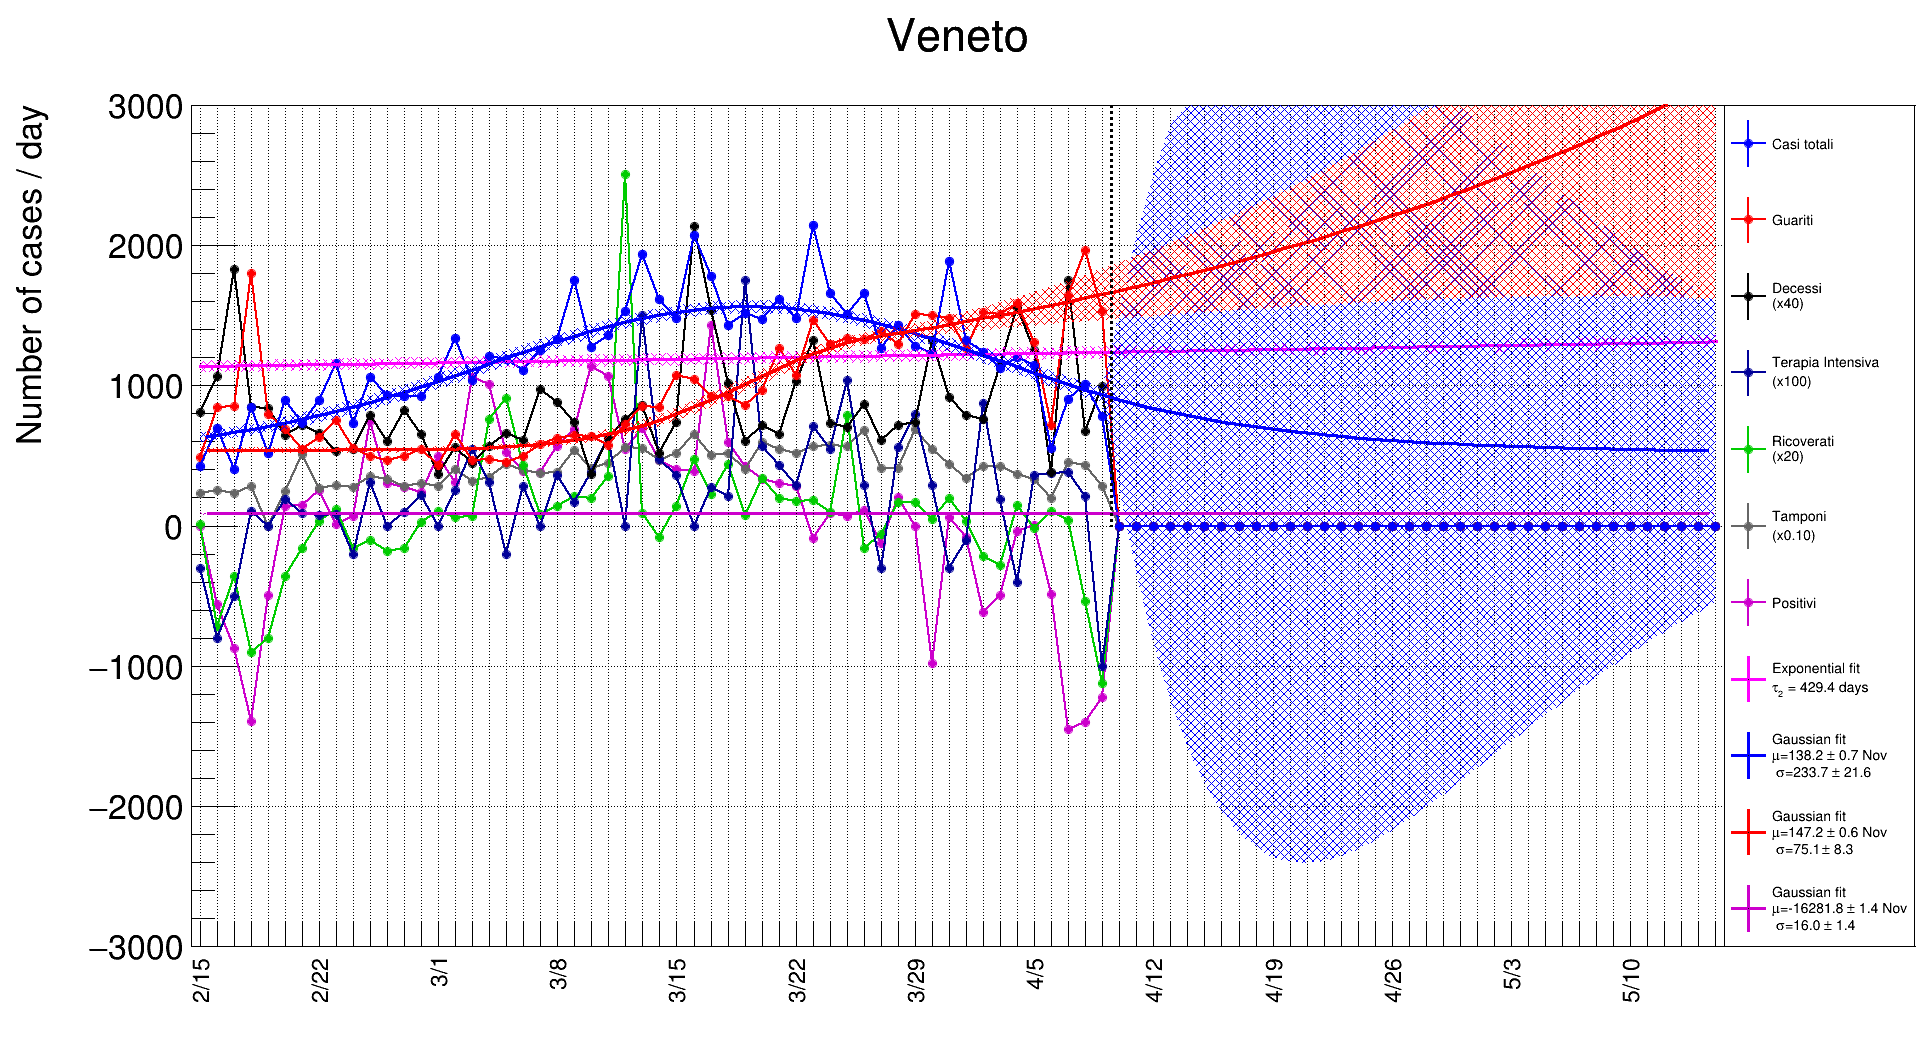 Veneto
Number of cases / day
3000
2000
1000
0
−1000
−2000
−3000
2/15
2/22
3/1
3/8
3/15
3/22
3/29
4/5
4/12
4/19
4/26
5/3
5/10
Casi totali
Guariti
Decessi
(x40)
Terapia Intensiva
(x100)
Ricoverati
(x20)
Tamponi
(x0.10)
Positivi
Exponential fit
τ2 = 429.4 days
Gaussian fit
μ=138.2 ± 0.7 Nov
σ=233.7 ± 21.6
Gaussian fit
μ=147.2 ± 0.6 Nov
σ=75.1 ± 8.3
Gaussian fit
μ=-16281.8 ± 1.4 Nov
σ=16.0 ± 1.4